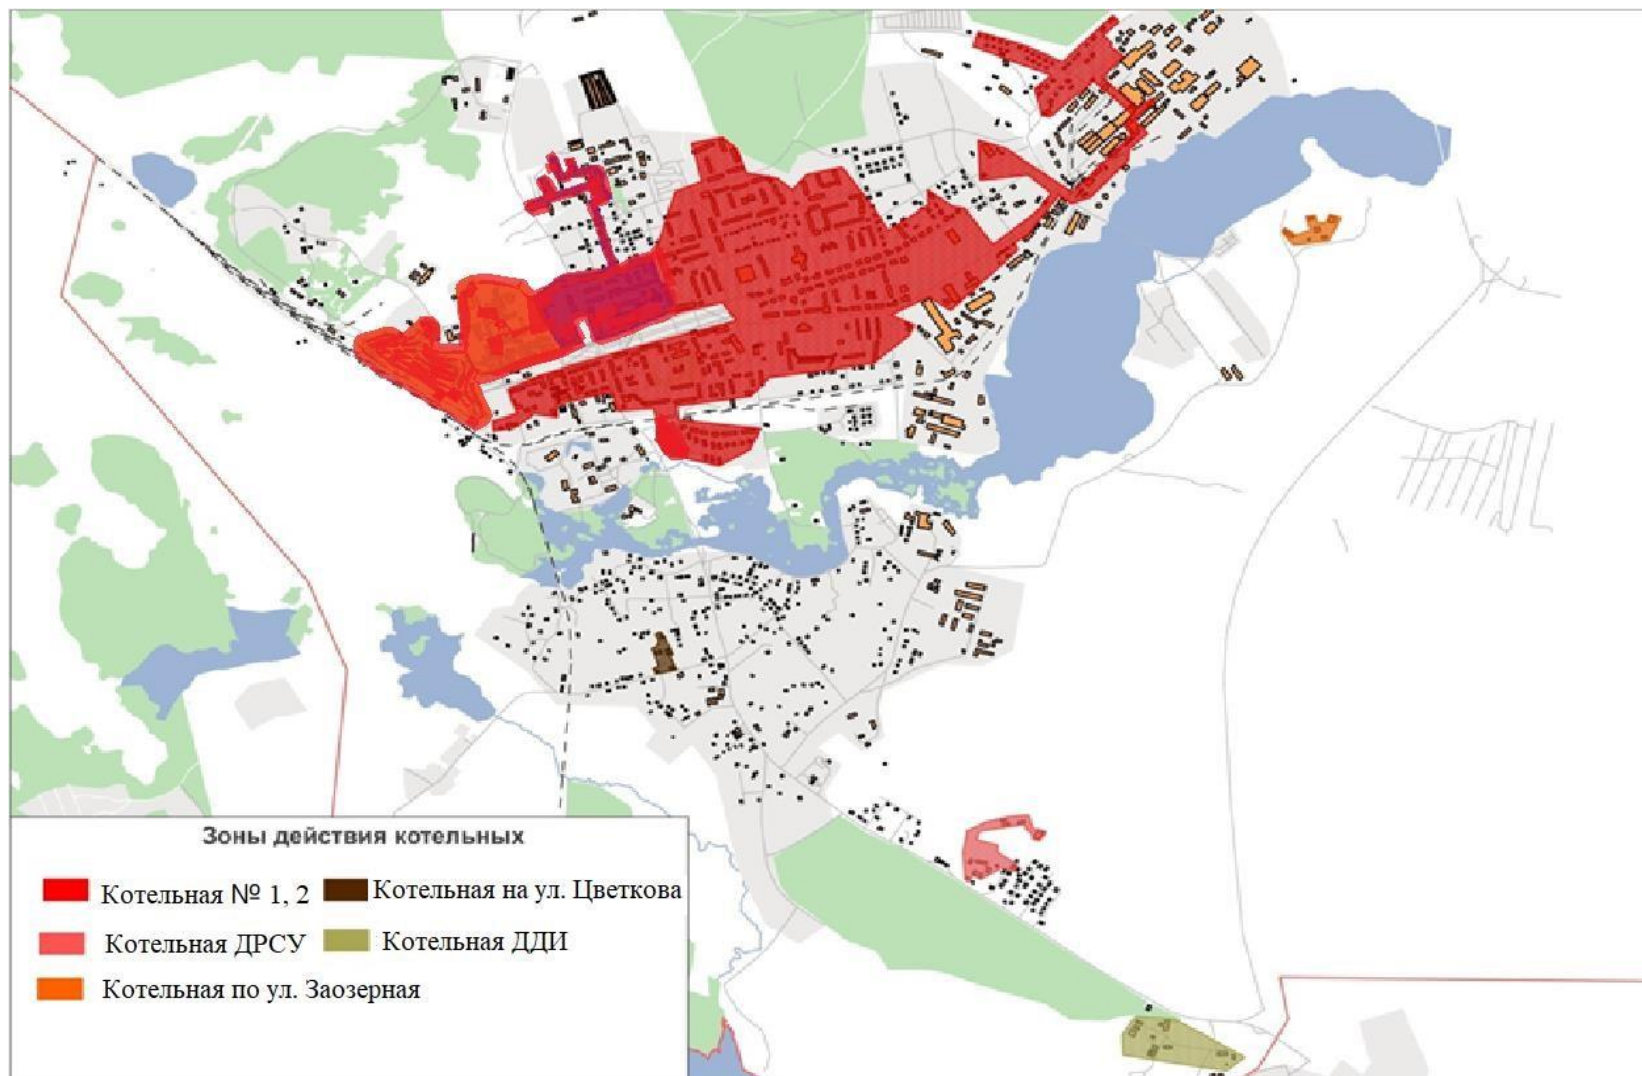 Зоны действия котельных
Котельная № 1, 2
Котельная на ул. Цветкова
Котельная ДРСУ
Котельная ДДИ
Котельная по ул. Заозерная